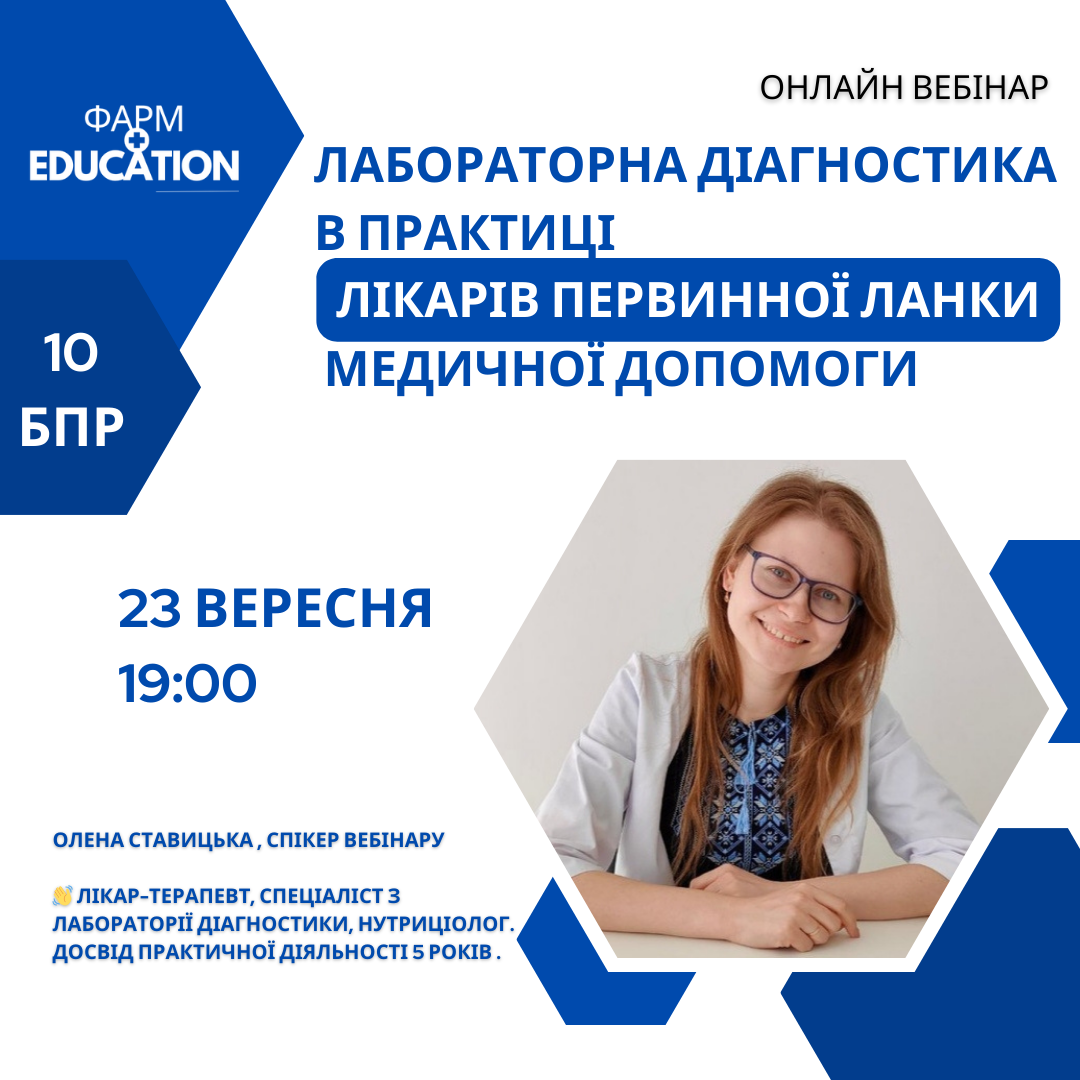 ФАРМ
EDUCATION
ОНЛАЙН ВЕБІНАР
ЛАБОРАТОРНА ДІАГНОСТИКА
В ПРАКТИЦІ
ЛІКАРІВ ПЕРВИННОЇ ЛАНКИ
МЕДИЧНОЇ ДОПОМОГИ
10
БПР
23 ВЕРЕСНЯ
19:00
ОЛЕНА СТАВИЦЬКА , СПІКЕР ВЕБІНАРУ
👏 ЛІКАР-ТЕРАПЕВТ, СПЕЦІАЛІСТ З
ЛАБОРАТОРІЇ ДІАГНОСТИКИ, НУТРИЦІОЛОГ.
ДОСВІД ПРАКТИЧНОЇ ДІЯЛЬНОСТІ 5 РОКІВ .